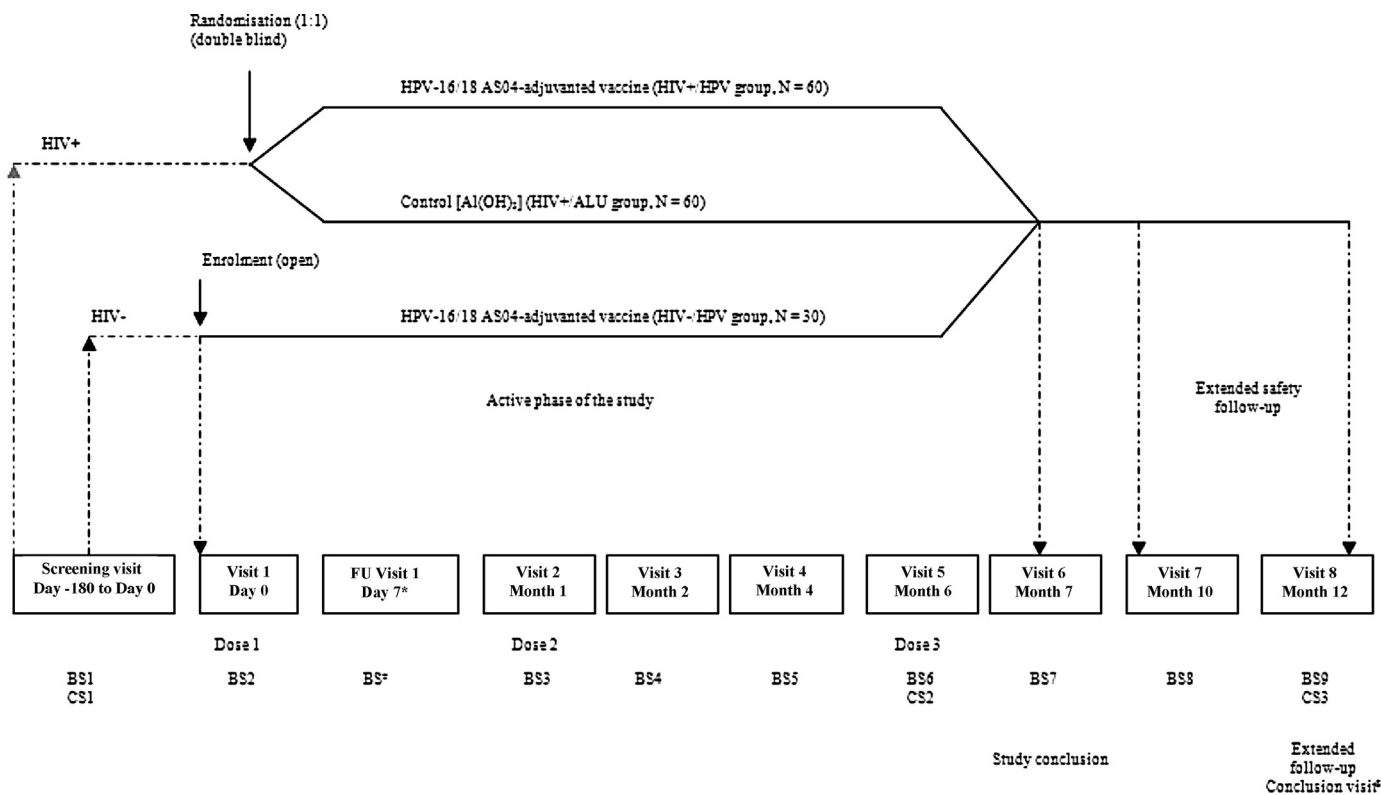 Randomisation (1:1)
(double blind)
HPV-16/18 AS04-adjuvanted vaccine (HIV+/HPV group, N = 60)
HIV+
Control [Al(OH)₃] (HIV+/ALU group, N = 60)
Enrolment (open)
HIV-
HPV-16/18 AS04-adjuvanted vaccine (HIV-/HPV group, N = 30)
Active phase of the study
Extended safety
follow-up
Screening visit
Day -180 to Day 0
Visit 1
Day 0
FU Visit 1
Day 7*
Visit 2
Month 1
Visit 3
Month 2
Visit 4
Month 4
Visit 5
Month 6
Visit 6
Month 7
Visit 7
Month 10
Visit 8
Month 12
Dose 1
Dose 2
Dose 3
BS1
CS1
BS2
BS*
BS3
BS4
BS5
BS6
CS2
BS7
BS8
BS9
CS3
Study conclusion
Extended
follow-up
Conclusion visit